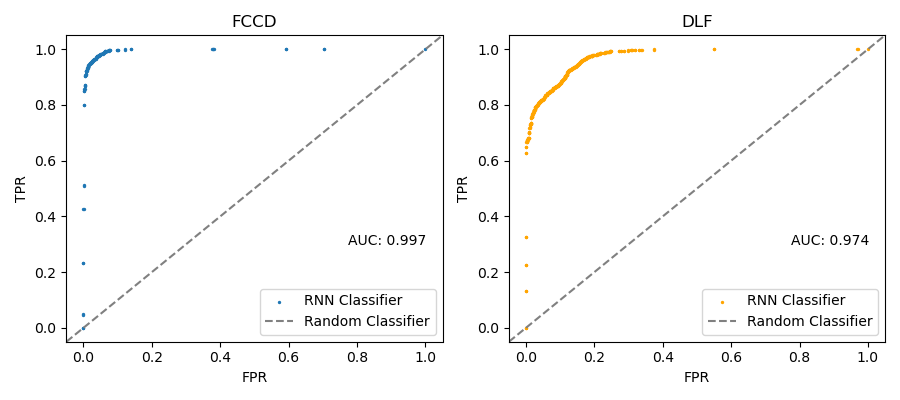 FCCD
TPR
1.0
0.8
0.6
0.4
0.2
0.0
AUC: 0.997
RNN Classifier
Random Classifier
0.0 0.2 0.4 0.6 0.8 1.0
FPR
DLF
TPR
1.0
0.8
0.6
0.4
0.2
0.0
AUC: 0.974
RNN Classifier
Random Classifier
0.0 0.2 0.4 0.6 0.8 1.0
FPR